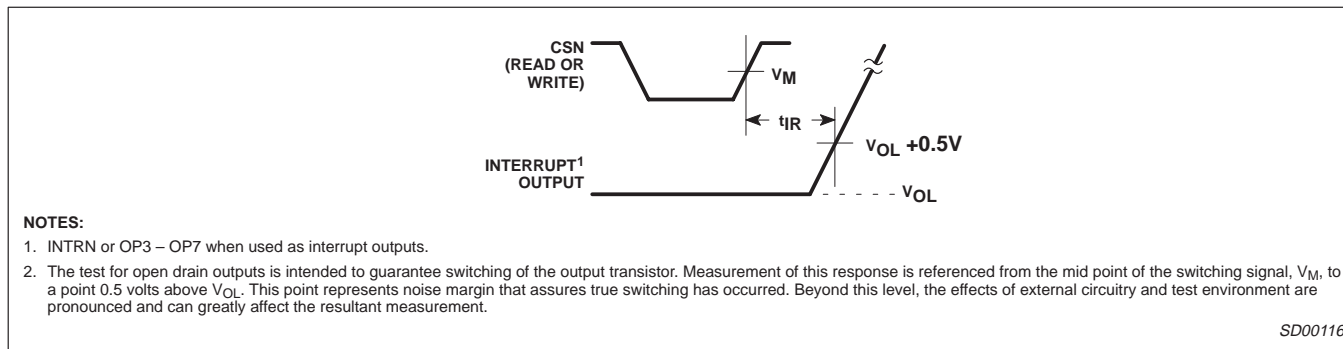 CSN
(READ OR
WRITE)
VM
tIR
VOL +0.5V
INTERRUPT1
OUTPUT
VOL
NOTES:
1. INTRN or OP3 – OP7 when used as interrupt outputs.
2. The test for open drain outputs is intended to guarantee switching of the output transistor. Measurement of this response is referenced from the mid point of the switching signal, VM, to
a point 0.5 volts above VOL. This point represents noise margin that assures true switching has occurred. Beyond this level, the effects of external circuitry and test environment are
pronounced and can greatly affect the resultant measurement.
SD00116